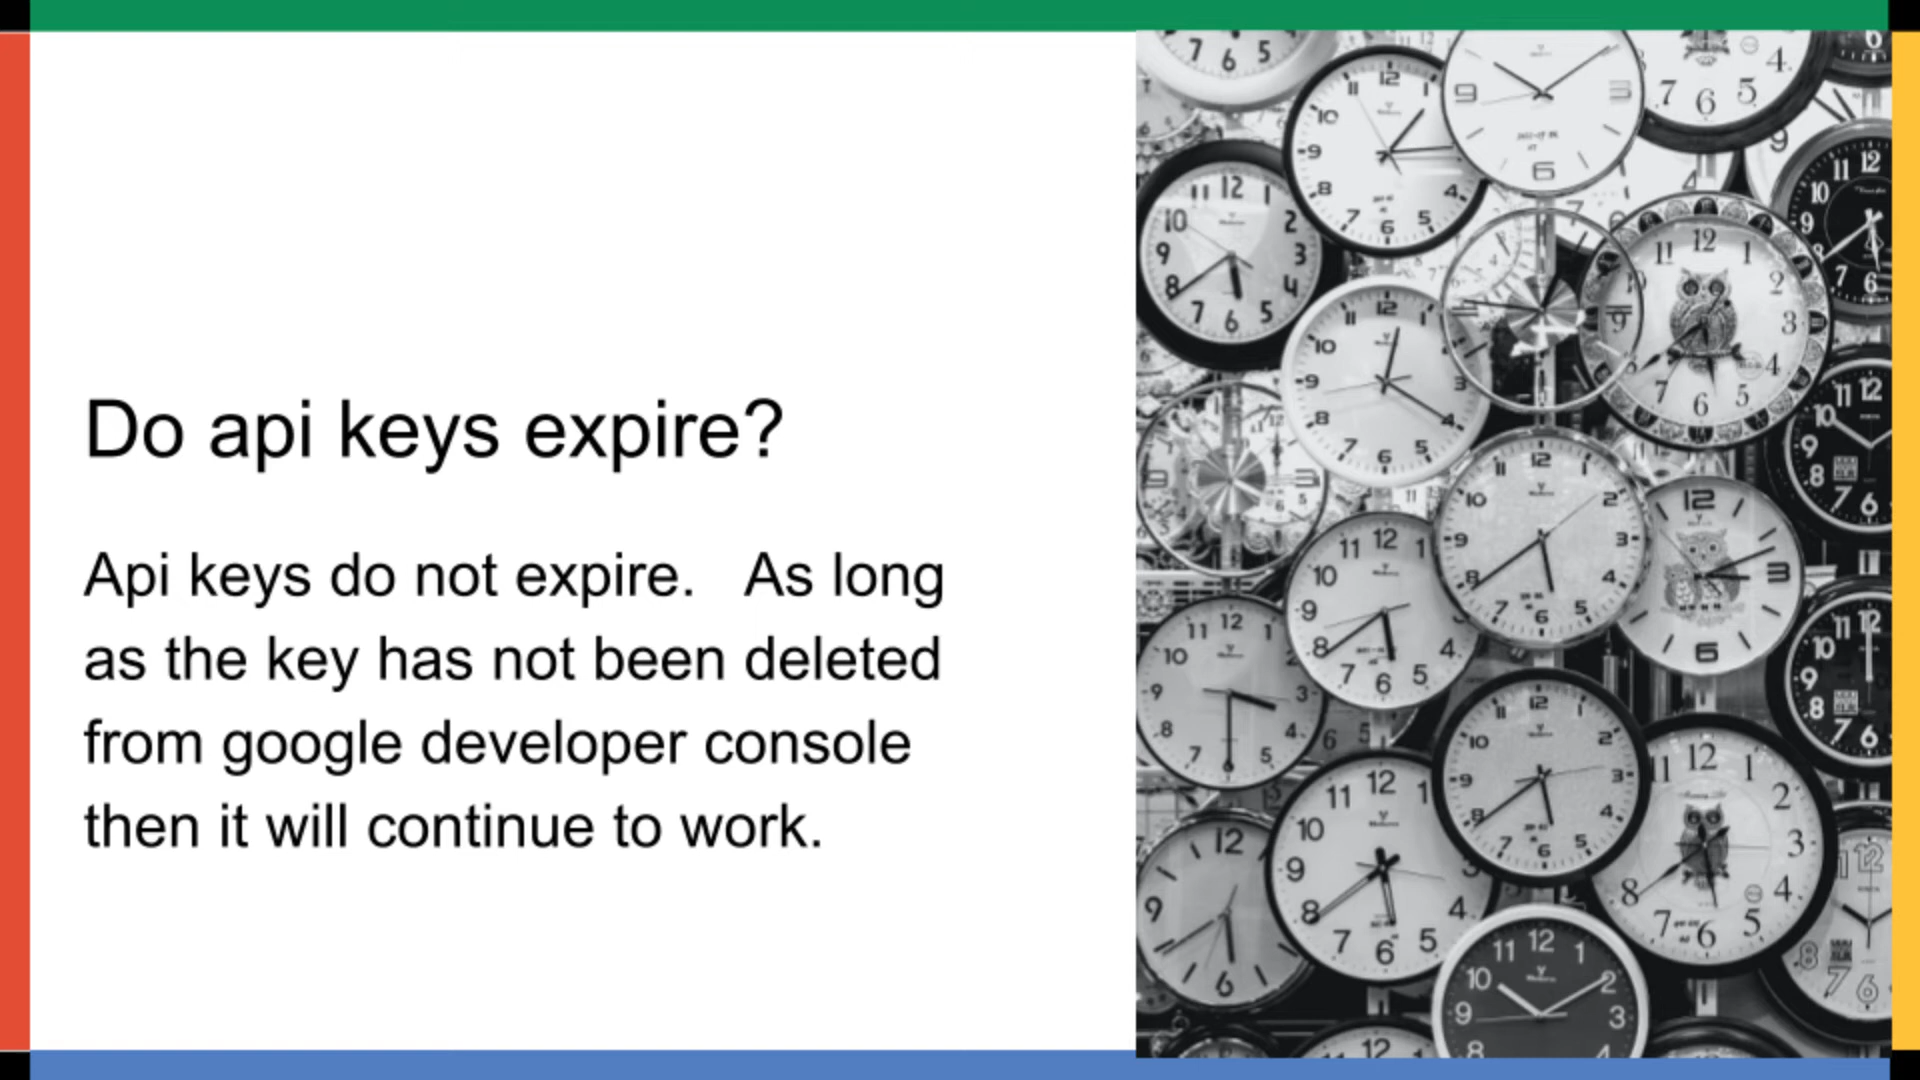 Do api keys expire?
Api keys do not expire.   As long
as the key has not been deleted
from google developer console
then it will continue to work.